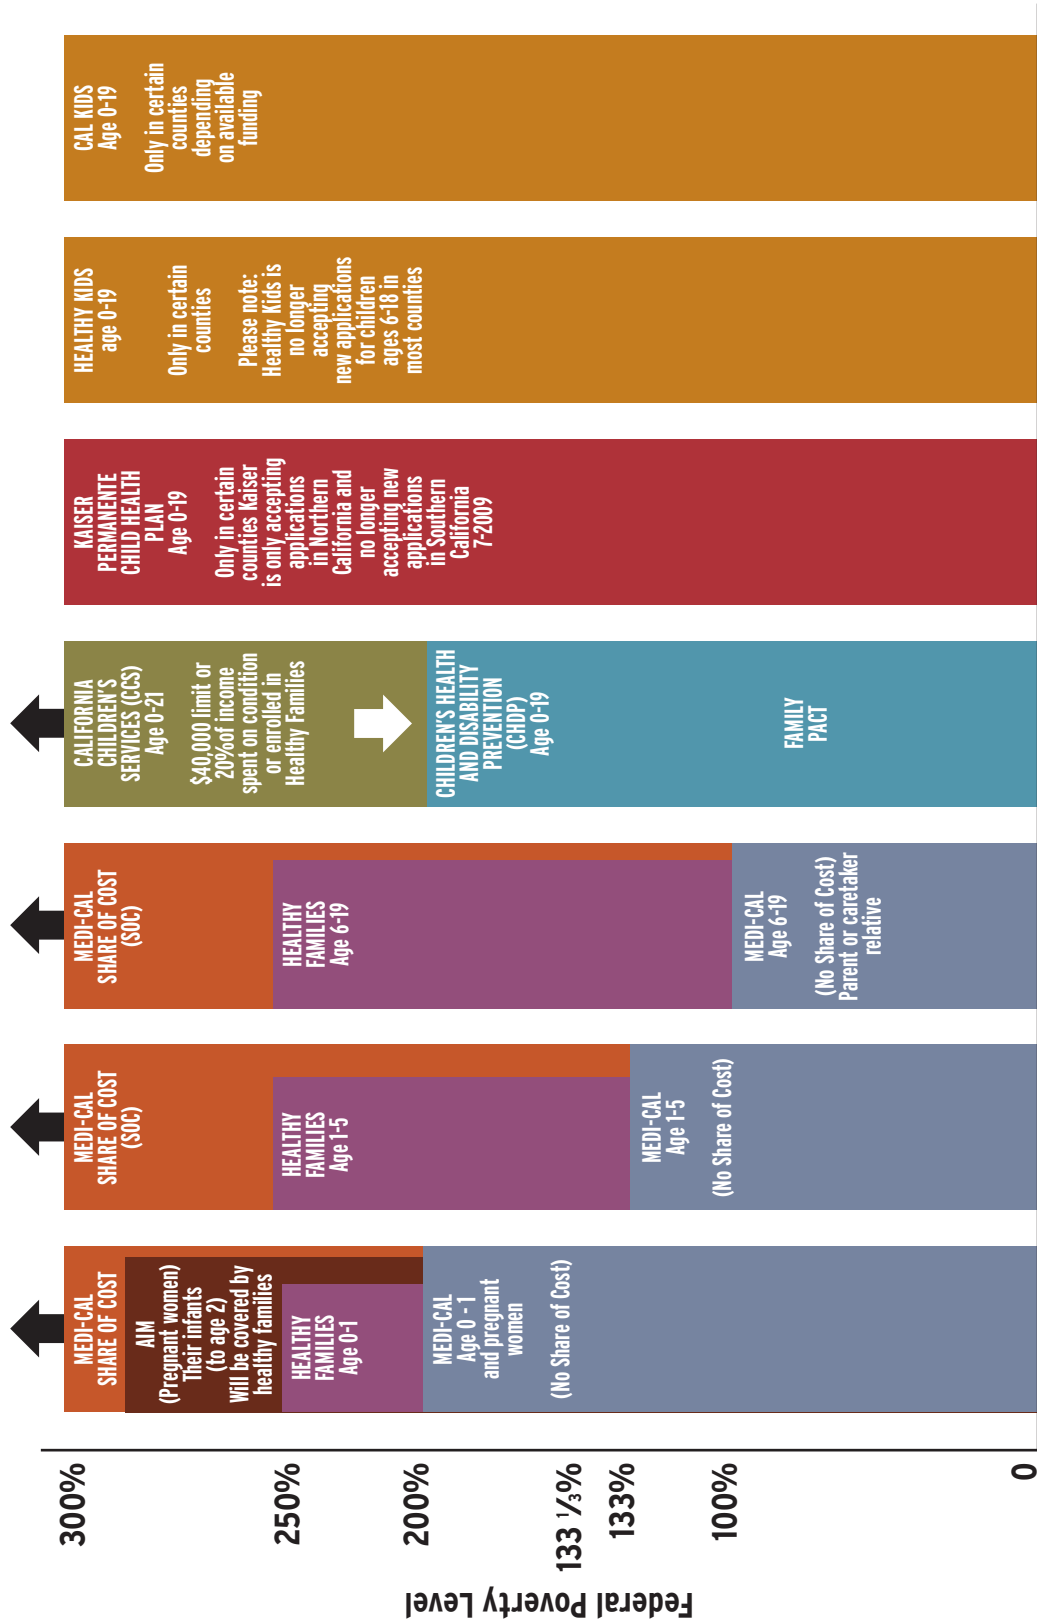 Federal Poverty Level
300%
250%
200%
133 ⅓%
133%
100%
0
MEDI-CAL
SHARE OF COST
AIM
(Pregnant women)
Their infants
(to age 2)
Will be covered by
healthy families
HEALTHY
FAMILIES
Age 0-1
MEDI-CAL
Age 0 - 1
and pregnant
women
(No Share of Cost)
MEDI-CAL
SHARE OF COST
(SOC)
HEALTHY
FAMILIES
Age 1-5
MEDI-CAL
Age 1-5
(No Share of Cost)
MEDI-CAL
SHARE OF COST
(SOC)
HEALTHY
FAMILIES
Age 6-19
MEDI-CAL
Age 6-19
(No Share of Cost)
Parent or caretaker
relative
CALIFORNIA
CHILDREN'S
SERVICES (CCS)
Age 0-21
$40,000 limit or
20%of income
spent on condition
or enrolled in
Healthy Families
CHILDREN'S HEALTH
AND DISABILITY
PREVENTION
(CHDP)
Age 0-19
FAMILY
PACT
KAISER
PERMANENTE
CHILD HEALTH
PLAN
Age 0-19
Only in certain
counties Kaiser
is only accepting
applications
in Northern
California and
no longer
accepting new
applications
in Southern
California
7-2009
HEALTHY KIDS
age 0-19
Only in certain
counties
Please note:
Healthy Kids is
no longer
accepting
new applications
for children
ages 6-18 in
most counties
CAL KIDS
Age 0-19
Only in certain
counties
depending
on available
funding